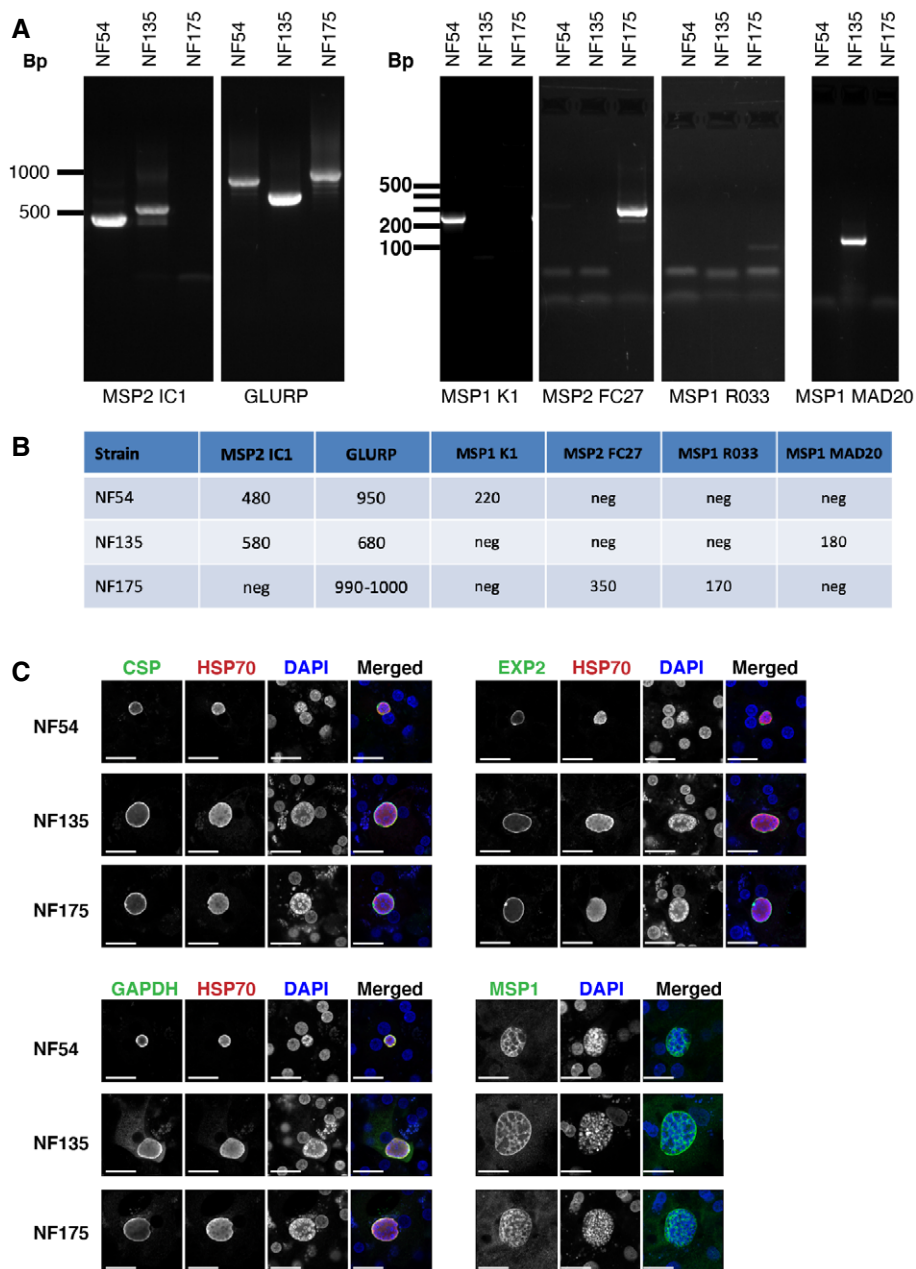 A
Bp
NF54 NF135 NF175
NF54 NF135 NF175
1000
500
MSP2 IC1
GLURP
Bp
NF54 NF135 NF175
NF54 NF135 NF175
NF54 NF135 NF175
NF54 NF135 NF175
500
200
100
MSP1 K1
MSP2 FC27
MSP1 R033
MSP1 MAD20
B
Strain MSP2 IC1 GLURP MSP1 K1 MSP2 FC27 MSP1 R033 MSP1 MAD20
NF54 480 950 220 neg neg neg
NF135 580 680 neg neg neg 180
NF175 neg 990-1000 neg 350 170 neg
C
CSP HSP70 DAPI Merged
NF54
NF135
NF175
EXP2 HSP70 DAPI Merged
GAPDH HSP70 DAPI Merged
NF54
NF135
NF175
MSP1 DAPI Merged